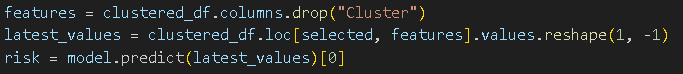 features = clustered_df.columns.drop("Cluster")
latest_values = clustered_df.loc[selected, features].values.reshape(1, -1)
risk = model.predict(latest_values)[0]